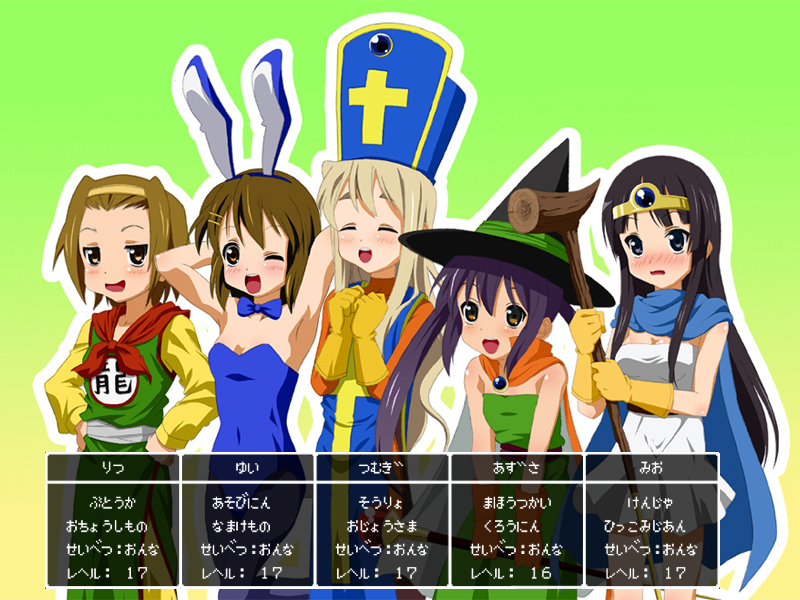 龍
りつ ゆい つむぎ あずさ みお
ぶとうか あそびにん そうりょ まほうつかい けんじゃ
おちょうしもの なまけもの おじょうさま くろうにん ひっこみじあん
せいべつ：おんな せいべつ：おんな せいべつ：おんな せいべつ：おんな せいべつ：おんな
レベル： 17 レベル： 17 レベル： 17 レベル： 16 レベル： 17